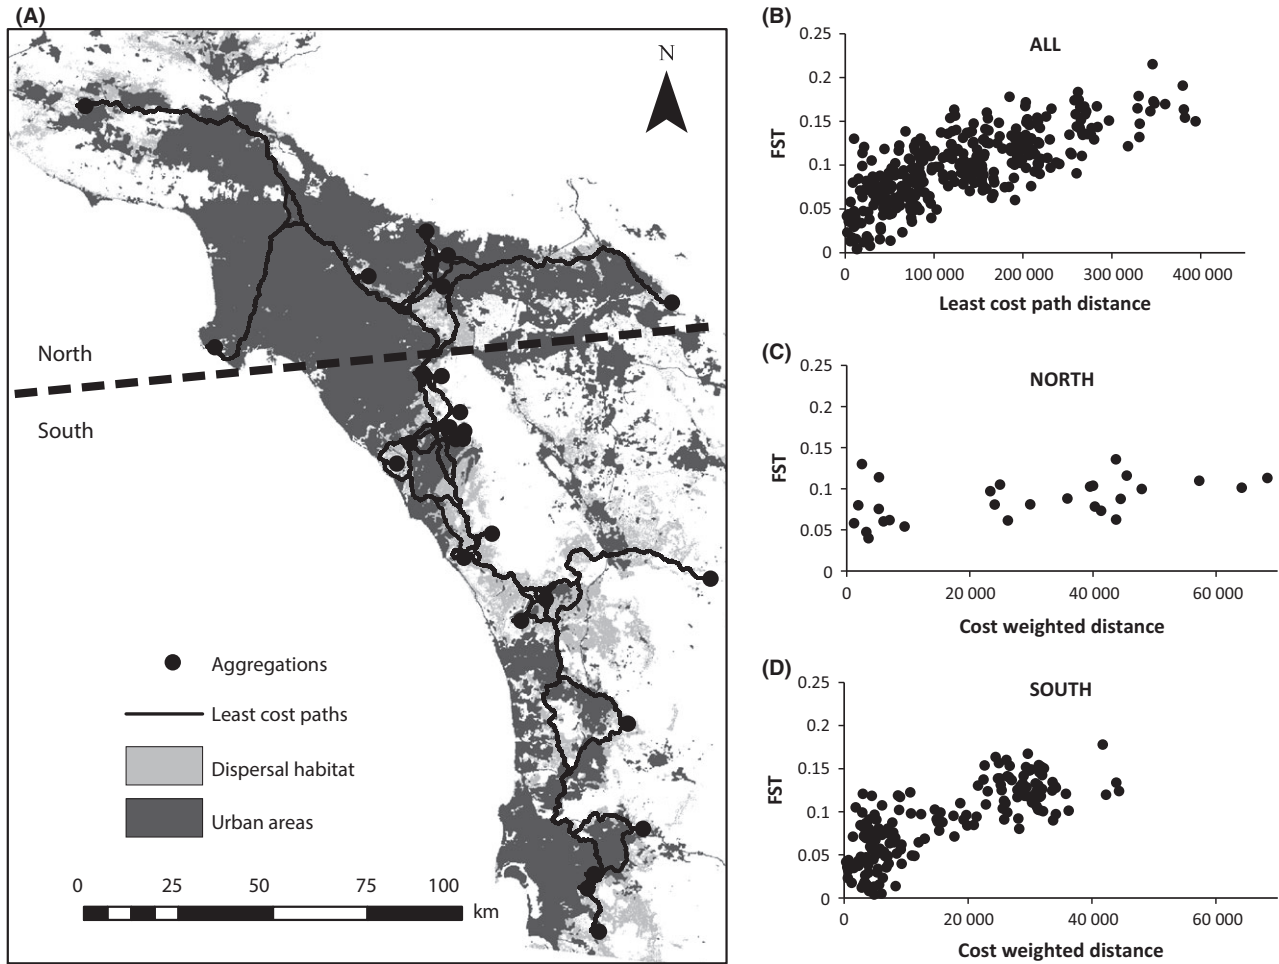 (A)
N
North
South
Aggregations
Least cost paths
Dispersal habitat
Urban areas
0 25 50 75 100
km
(B)
ALL
0.25
0.2
0.15
0.1
0.05
0
FST
0 100 000 200 000 300 000 400 000
Least cost path distance
(C)
NORTH
0.25
0.2
0.15
0.1
0.05
0
FST
0 20 000 40 000 60 000
Cost weighted distance
(D)
SOUTH
0.25
0.2
0.15
0.1
0.05
0
FST
0 20 000 40 000 60 000
Cost weighted distance